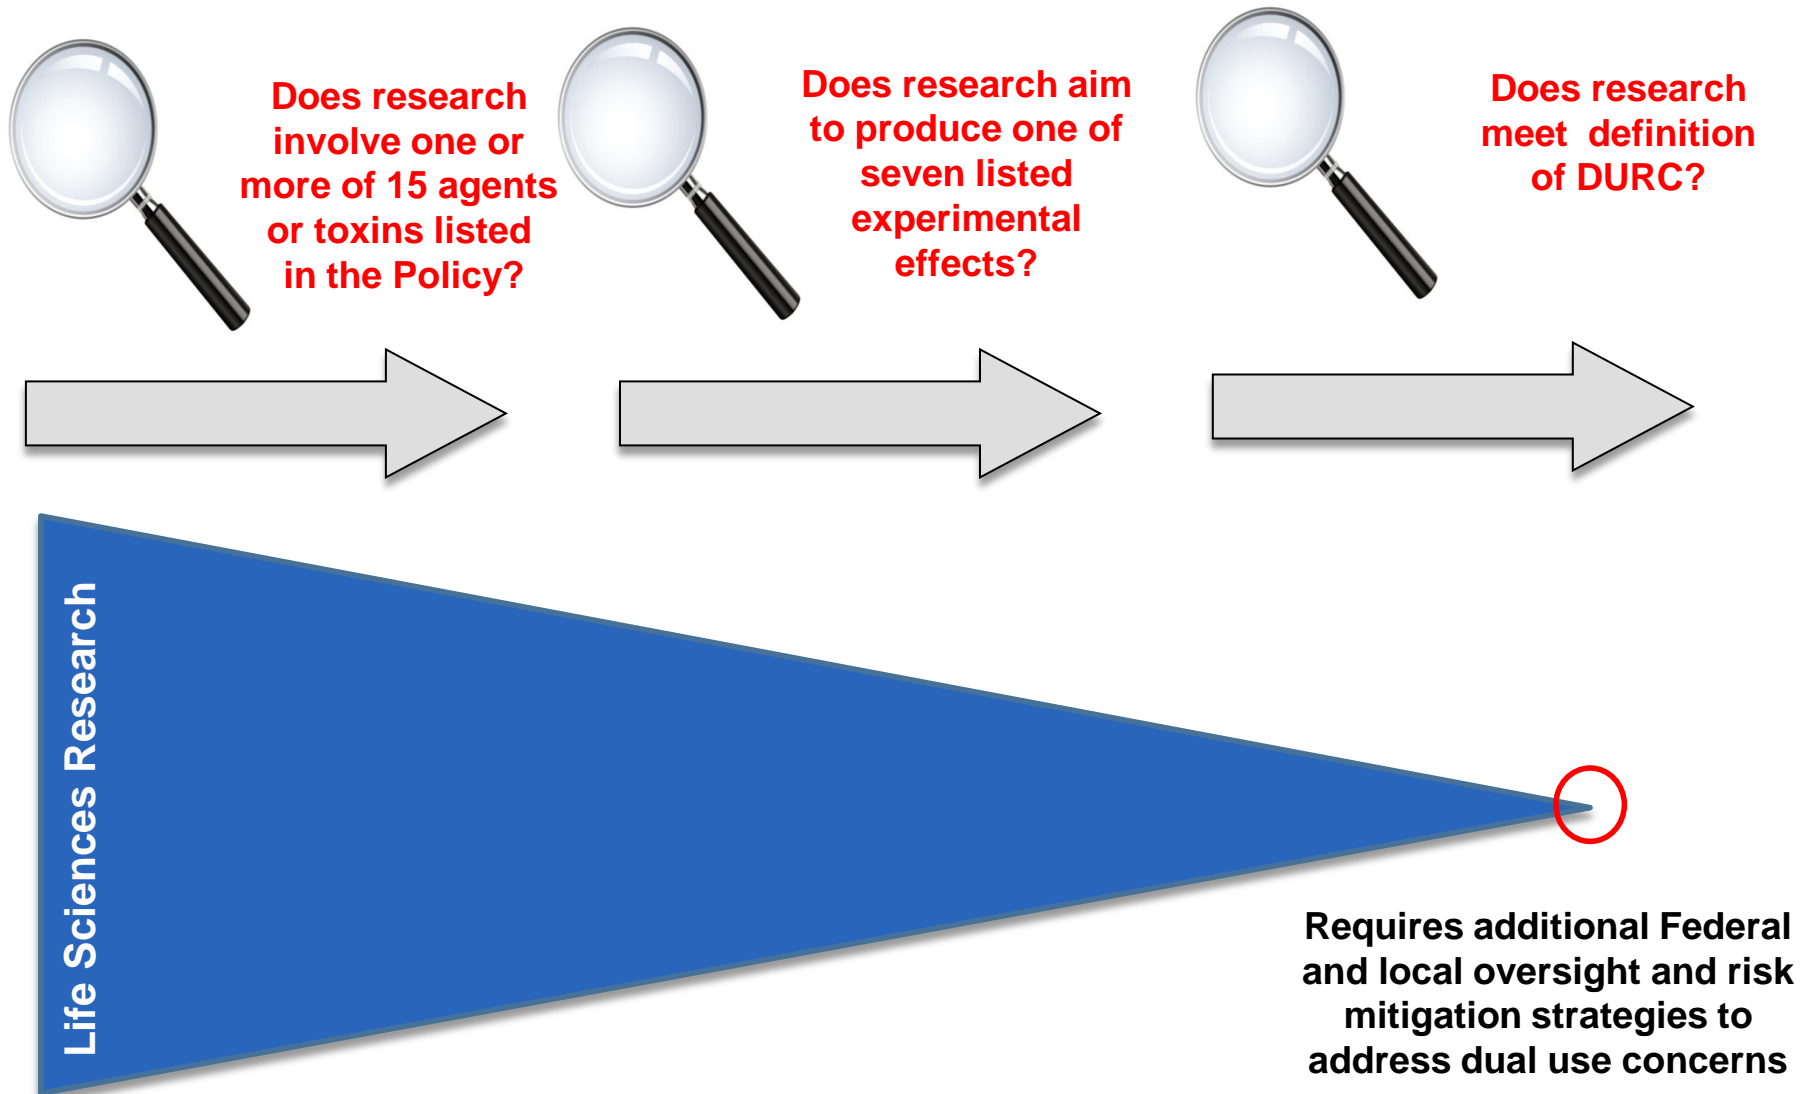 Does research
involve one or
more of 15 agents
or toxins listed
in the Policy?
Does research aim
to produce one of
seven listed
experimental
effects?
Does research
meet definition
of DURC?
Life Sciences Research
Requires additional Federal
and local oversight and risk
mitigation strategies to
address dual use concerns